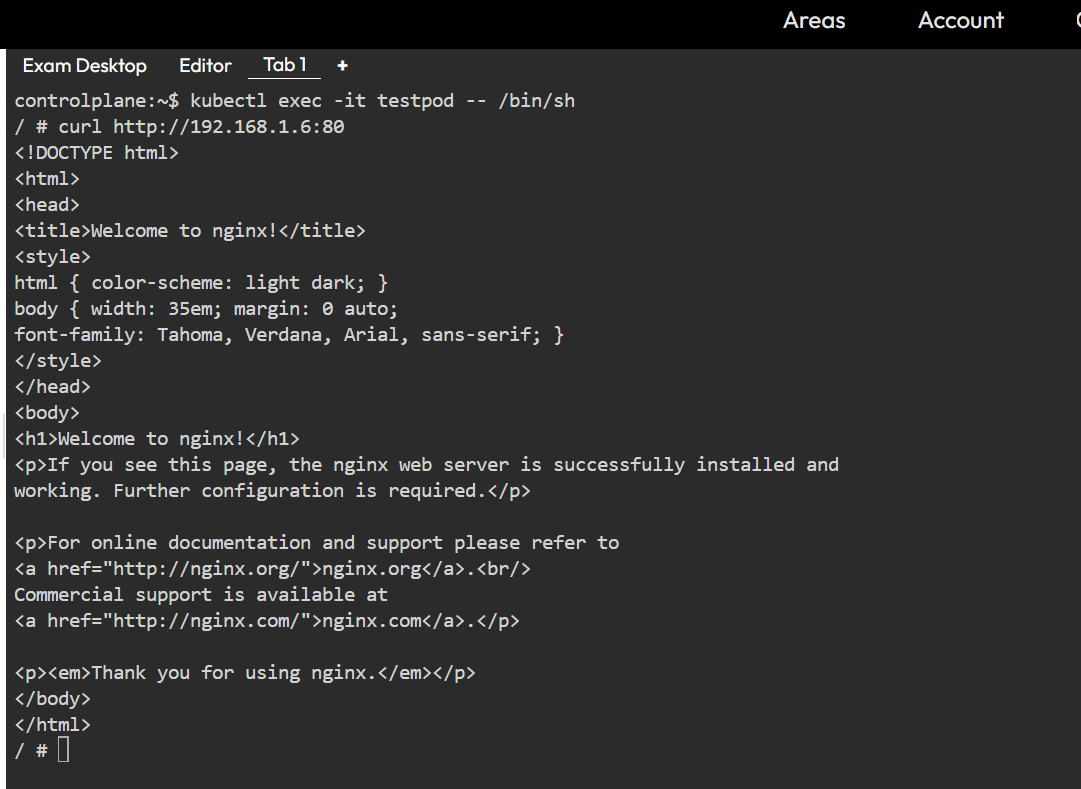 Areas Account
Exam Desktop Editor Tab 1 +
controlplane:~$ kubectl exec -it testpod -- /bin/sh
/ # curl http://192.168.1.6:80
<!DOCTYPE html>
<html>
<head>
<title>Welcome to nginx!</title>
<style>
html { color-scheme: light dark; }
body { width: 35em; margin: 0 auto;
font-family: Tahoma, Verdana, Arial, sans-serif; }
</style>
</head>
<body>
<h1>Welcome to nginx!</h1>
<p>If you see this page, the nginx web server is successfully installed and
working. Further configuration is required.</p>

<p>For online documentation and support please refer to
<a href="http://nginx.org/">nginx.org</a>.<br/>
Commercial support is available at
<a href="http://nginx.com/">nginx.com</a>.</p>

<p><em>Thank you for using nginx.</em></p>
</body>
</html>
/ #